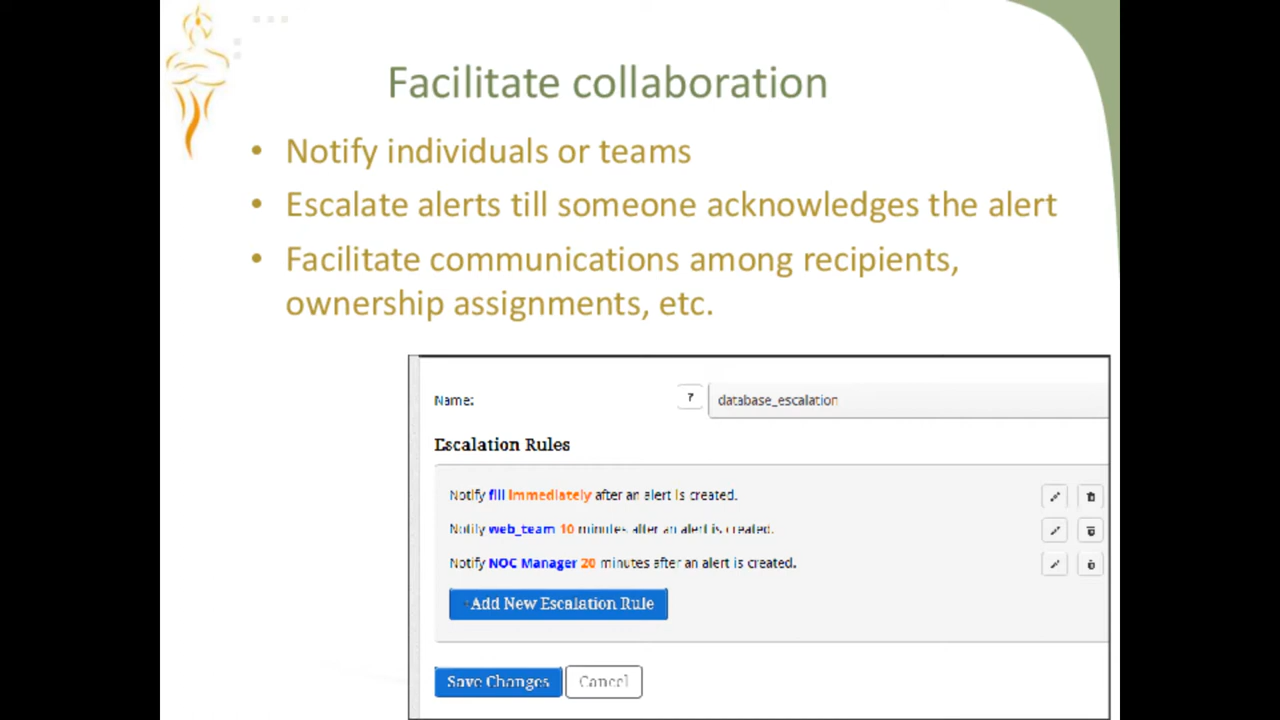 Facilitate collaboration
• Notify individuals or teams
• Escalate alerts till someone acknowledges the alert
• Facilitate communications among recipients,
ownership assignments, etc.
Name: ? database_escalation
Escalation Rules
Notify immediately after an alert is created.
Notify web_team 10 minutes after an alert is created.
Notify NOC Manager 20 minutes after an alert is created.
Add New Escalation Rule
Save Changes Cancel